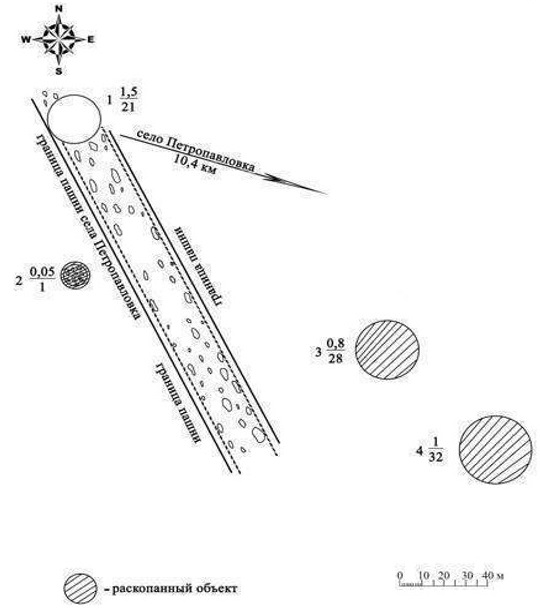 N
W E
S
1 1,5
21
село Петропавловка
10,4 км
граница пашни села Петропавловка
граница пашни
2 0,05
1
3 0,8
28
граница пашни
4 1
32
- раскопанный объект
0 10 20 30 40 м